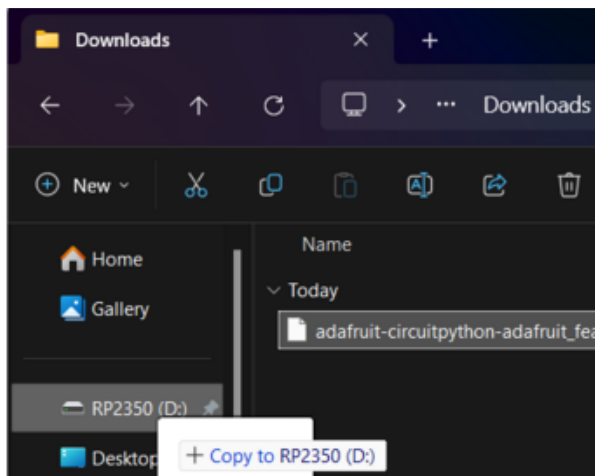 Downloads
Downloads
New
Name
Home
Today
Gallery
adafruit-circuitpython-adafruit_fea
RP2350 (D:)
Desktop
Copy to RP2350 (D:)